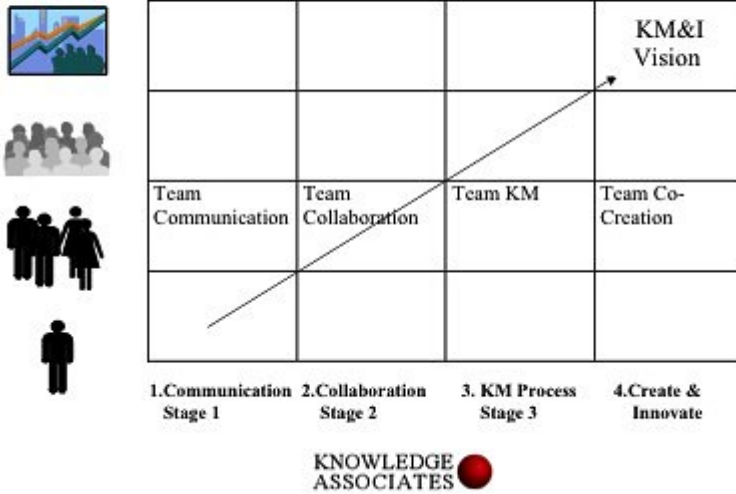 KM&I
Vision
Team
Communication
Team
Collaboration
Team KM
Team Co-
Creation
1.Communication
Stage 1
2.Collaboration
Stage 2
3. KM Process
Stage 3
4.Create &
Innovate
KNOWLEDGE
ASSOCIATES